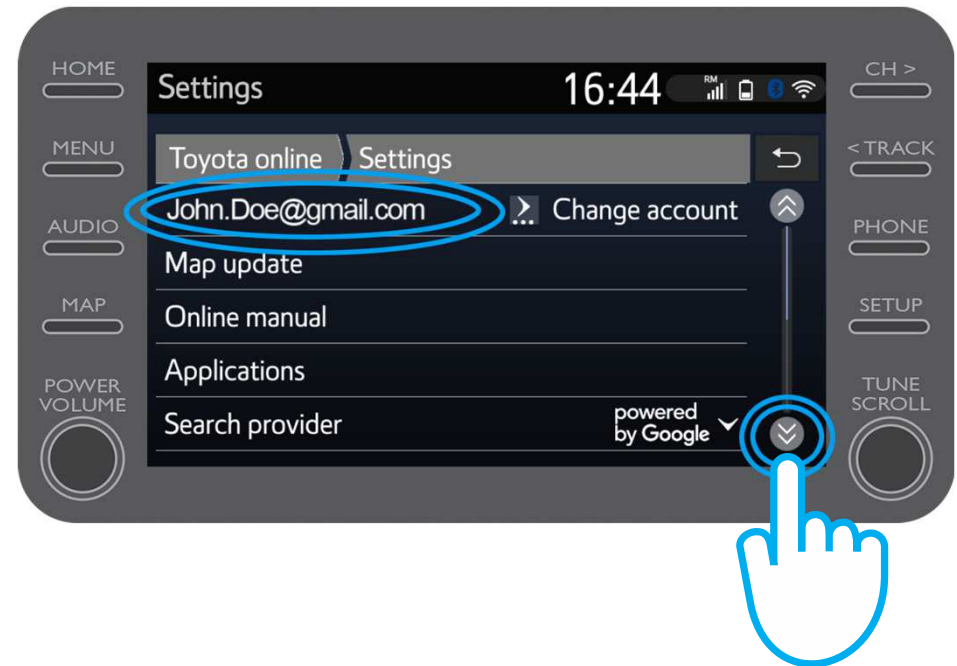 HOME
MENU
AUDIO
MAP
POWER
VOLUME
Settings
16:44
RM
Toyota online
Settings
John.Doe@gmail.com
Change account
Map update
Online manual
Applications
Search provider
powered
by Google
CH >
< TRACK
PHONE
SETUP
TUNE
SCROLL